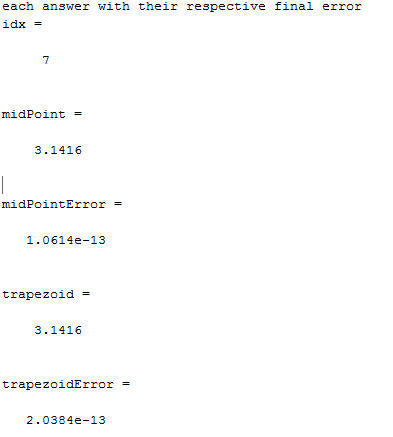 each answer with their respective final error
idx =
7
midPoint =
3.1416
midPointError =
1.0614e-13
trapezoid =
3.1416
trapezoidError =
2.0384e-13